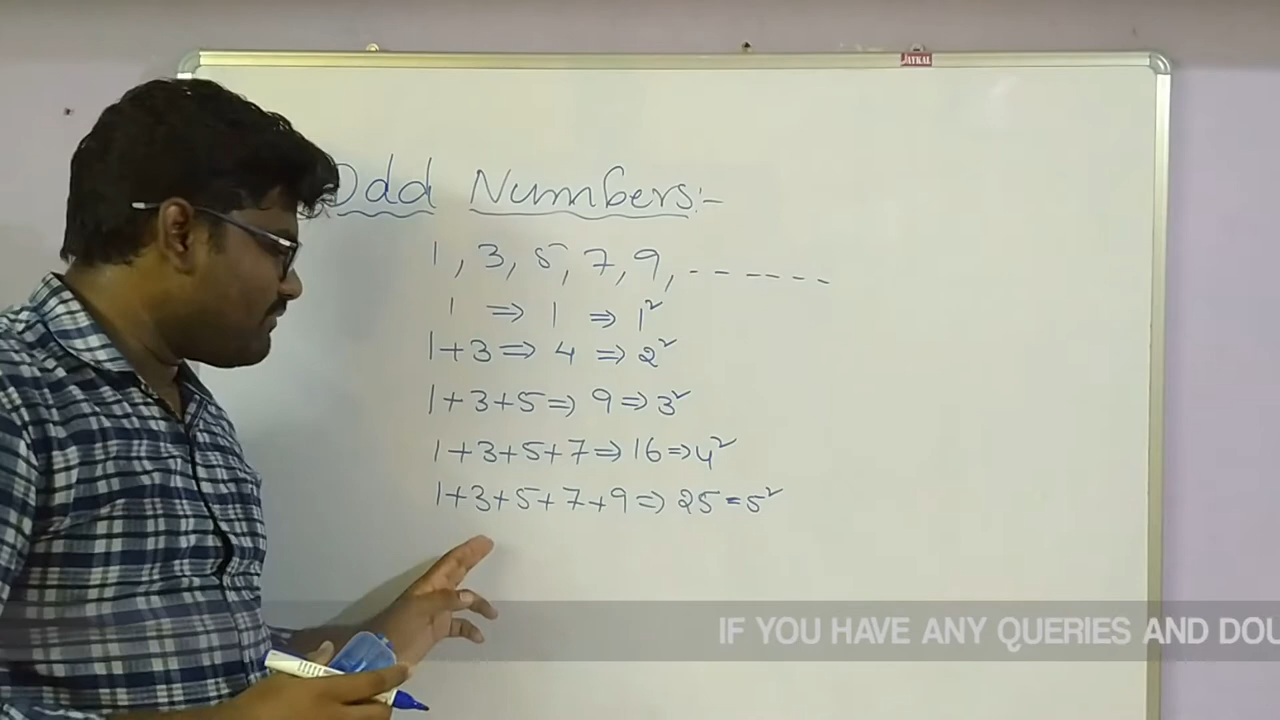 JAYKAL
Odd Numbers:-
1, 3, 5, 7, 9, - - - - - -
1 ⇒ 1 ⇒ 1²
1+3 ⇒ 4 ⇒ 2²
1+3+5 ⇒ 9 ⇒ 3²
1+3+5+7 ⇒ 16 ⇒ 4²
1+3+5+7+9 ⇒ 25 = 5²
IF YOU HAVE ANY QUERIES AND DOU